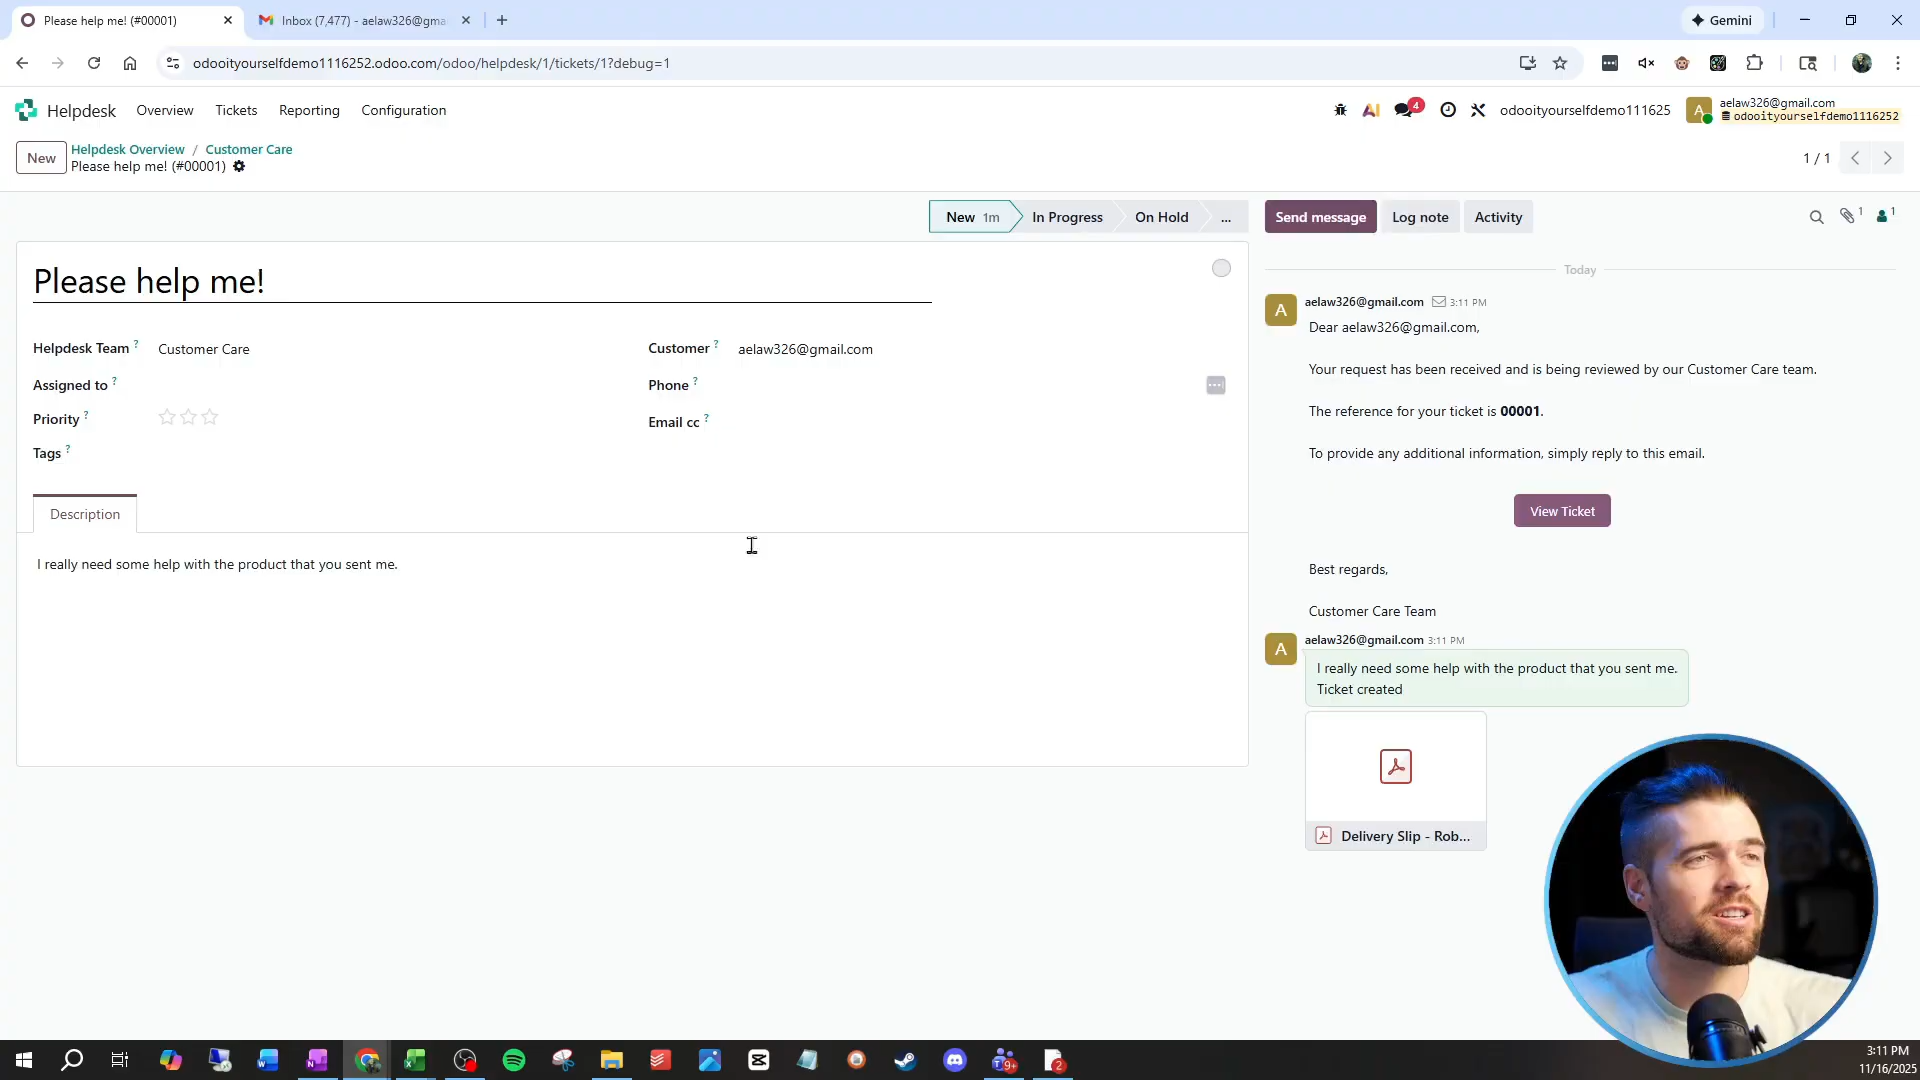 Please help me! (#00001)
Inbox (7,477) - aelaw326@gma
Gemini
odooityourselfdemo1116252.odoo.com/odoo/helpdesk/1/tickets/1?debug=1
Helpdesk
Overview
Tickets
Reporting
Configuration
AI
4
odooityourselfdemo111625
A
aelaw326@gmail.com
odooityourselfdemo1116252
New
Helpdesk Overview / Customer Care
Please help me! (#00001)
1 / 1
New 1m
In Progress
On Hold
...
Send message
Log note
Activity
1
1
Please help me!
Helpdesk Team ?
Customer Care
Assigned to ?
Priority ?
Tags ?
Customer ?
aelaw326@gmail.com
Phone ?
Email cc ?
Description
I really need some help with the product that you sent me.
Today
A
aelaw326@gmail.com 3:11 PM
Dear aelaw326@gmail.com,
Your request has been received and is being reviewed by our Customer Care team.
The reference for your ticket is 00001.
To provide any additional information, simply reply to this email.
View Ticket
Best regards,
Customer Care Team
A
aelaw326@gmail.com 3:11 PM
I really need some help with the product that you sent me.
Ticket created
Delivery Slip - Rob...
9+
2
3:11 PM
11/16/2025